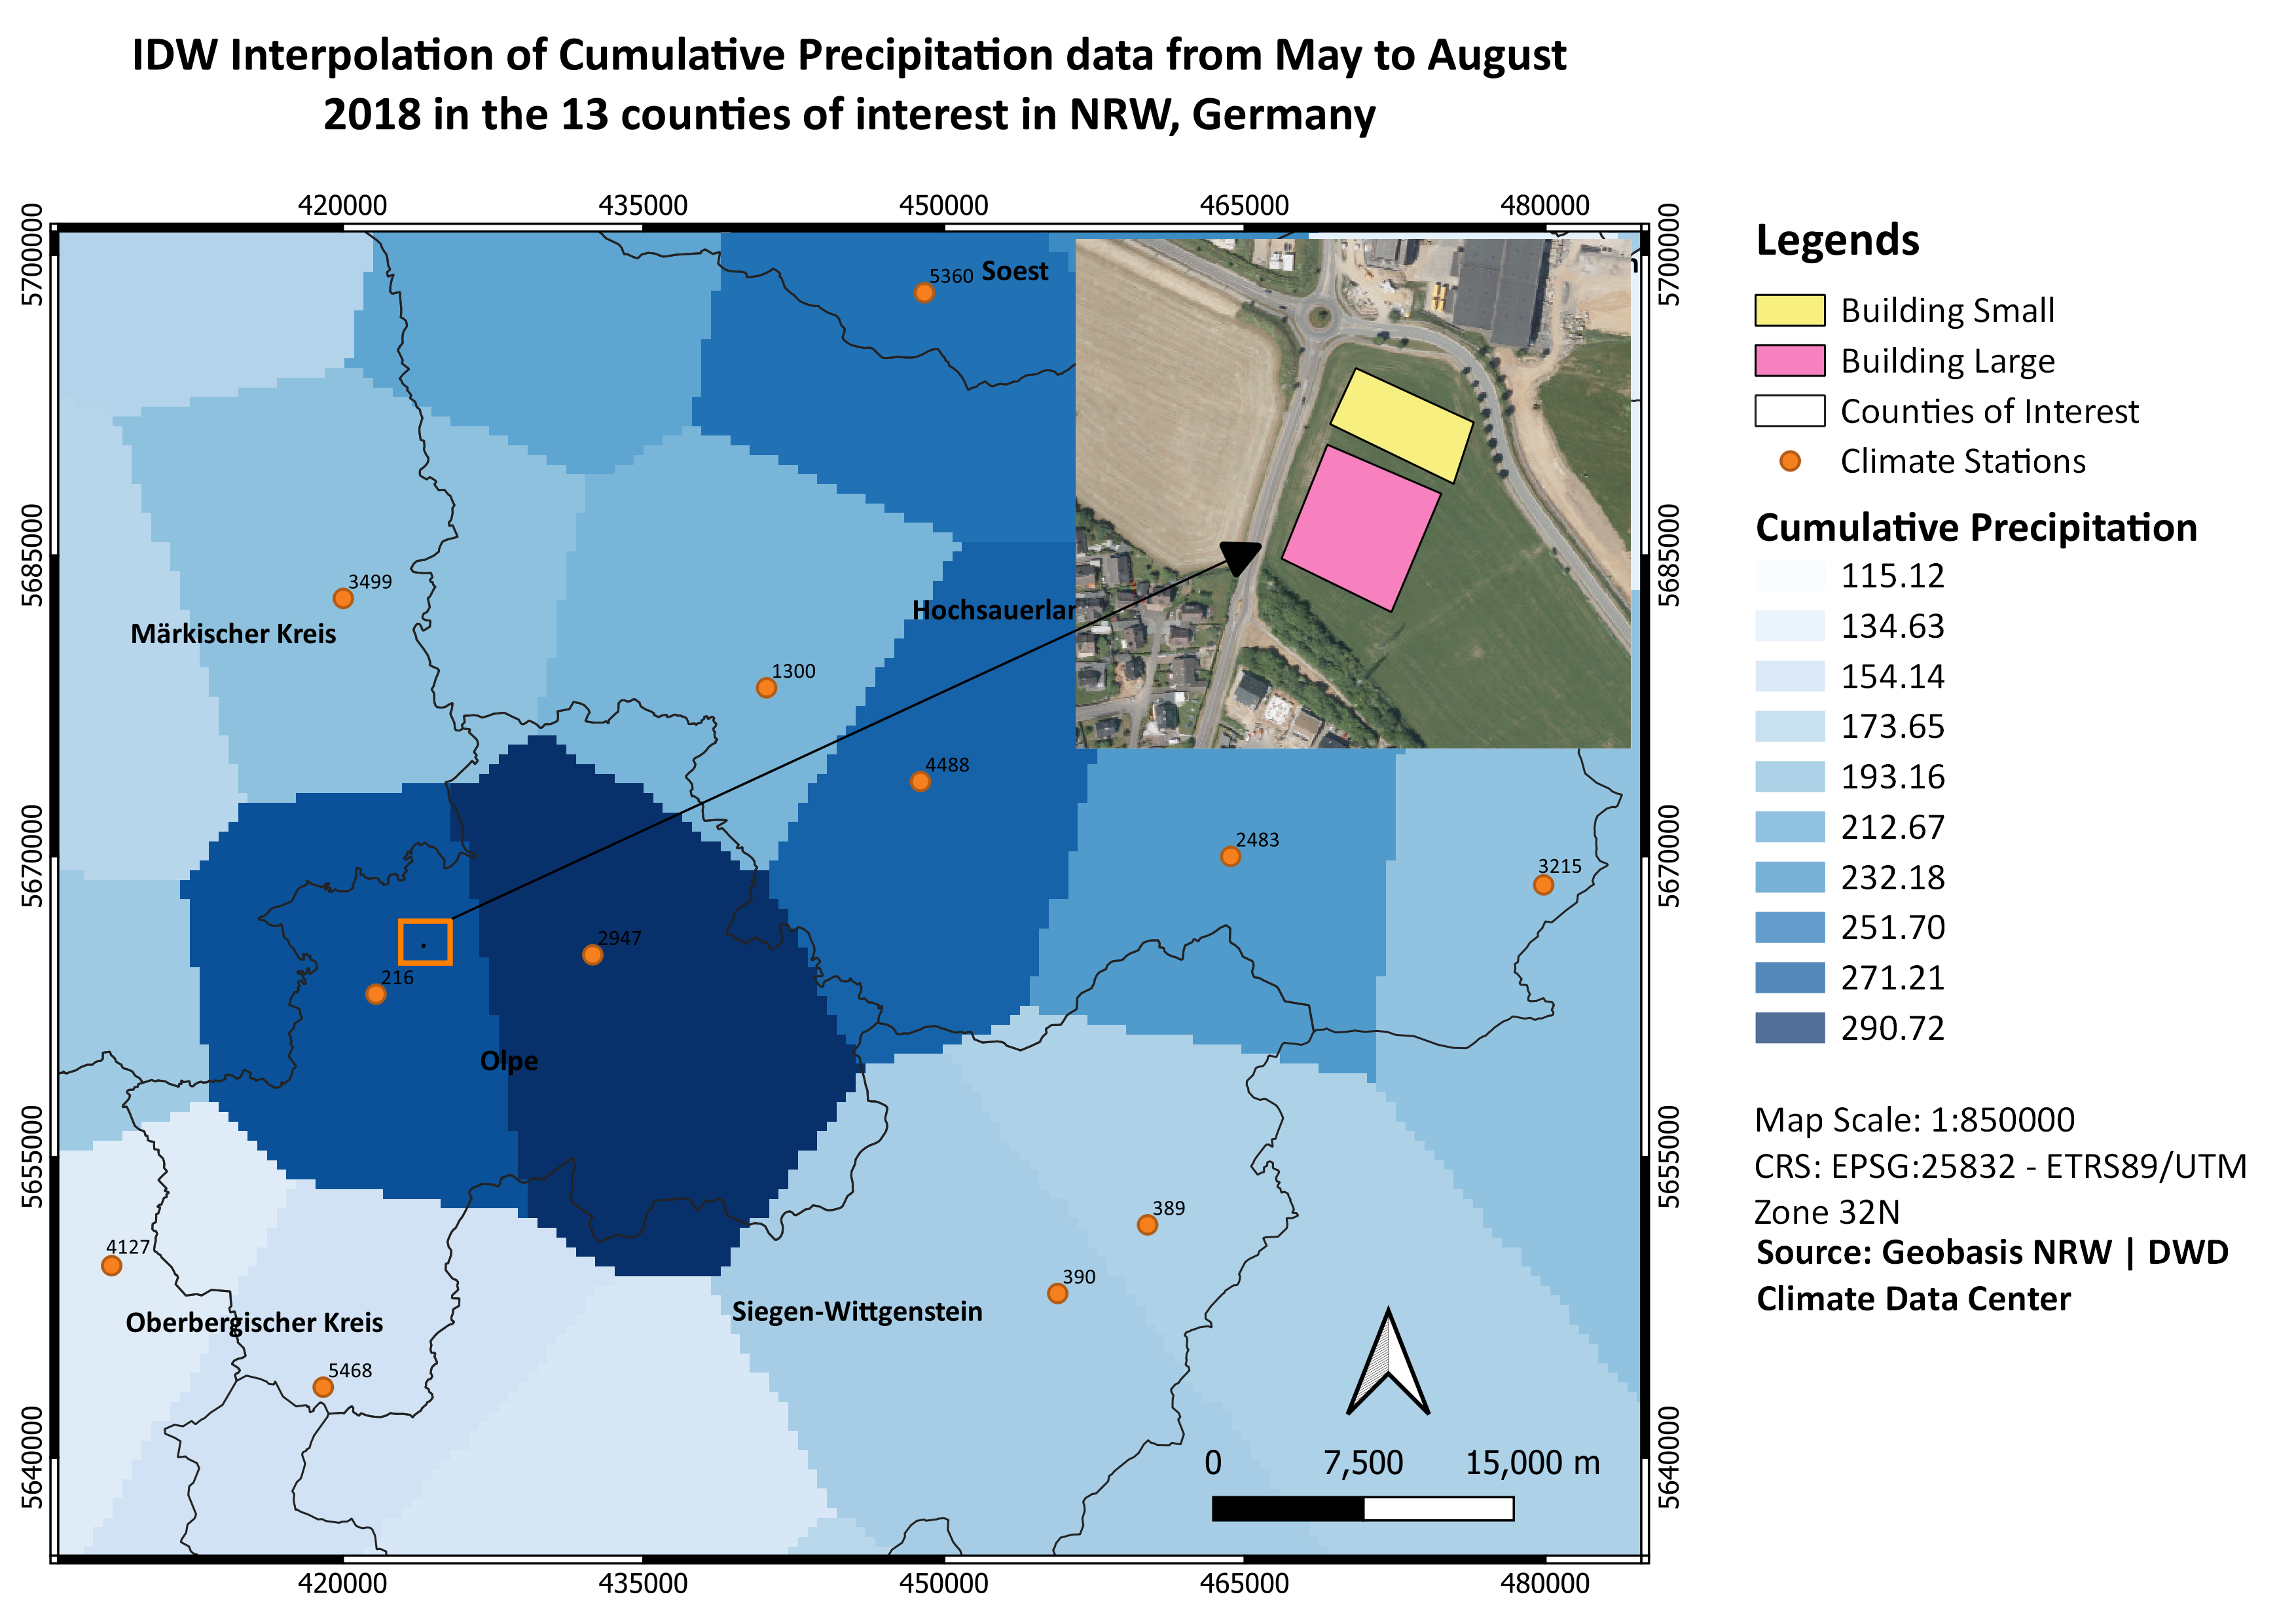 IDW Interpolation of Cumulative Precipitation data from May to August
2018 in the 13 counties of interest in NRW, Germany
420000 435000 450000 465000 480000
5700000 5700000
5360 Soest
n
5685000 5685000
3499
Märkischer Kreis
Hochsauerlan
1300
4488
5670000 5670000
2483
3215
2947
216
Olpe
5655000 5655000
389
4127
390
Siegen-Wittgenstein
Oberbergischer Kreis
5468
5640000 5640000
0 7,500 15,000 m
420000 435000 450000 465000 480000
Legends
Building Small
Building Large
Counties of Interest
Climate Stations
Cumulative Precipitation
115.12
134.63
154.14
173.65
193.16
212.67
232.18
251.70
271.21
290.72
Map Scale: 1:850000
CRS: EPSG:25832 - ETRS89/UTM
Zone 32N
Source: Geobasis NRW | DWD
Climate Data Center